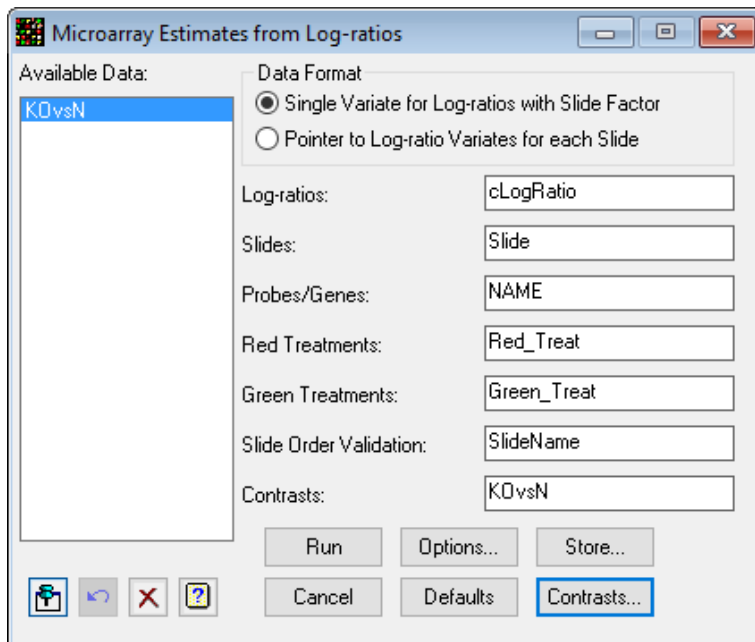 Microarray Estimates from Log-ratios
Available Data:
KOvsN
Data Format
Single Variate for Log-ratios with Slide Factor
Pointer to Log-ratio Variates for each Slide
Log-ratios: cLogRatio
Slides: Slide
Probes/Genes: NAME
Red Treatments: Red_Treat
Green Treatments: Green_Treat
Slide Order Validation: SlideName
Contrasts: KOvsN
Run Options... Store...
Cancel Defaults Contrasts...